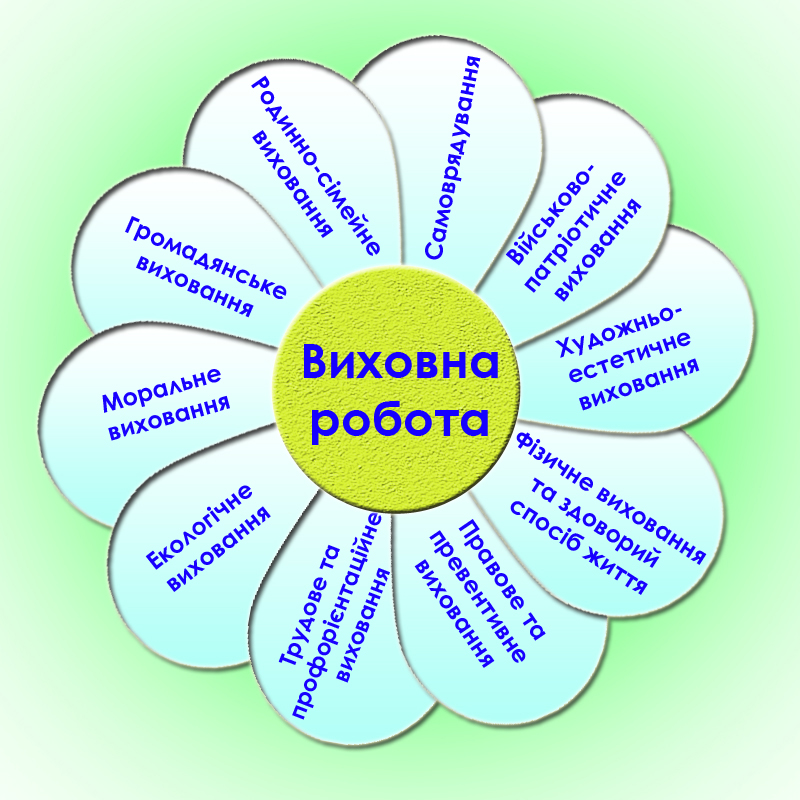 Виховна
робота
Самоврядування
Військово-
патріотичне
виховання
Художньо-
естетичне
виховання
Фізичне виховання
та здоворий
спосіб життя
Правове та
превентивне
виховання
Трудове та
профорієнтаційне
виховання
Екологічне
виховання
Моральне
виховання
Громадянське
виховання
Родинно-сімейне
виховання